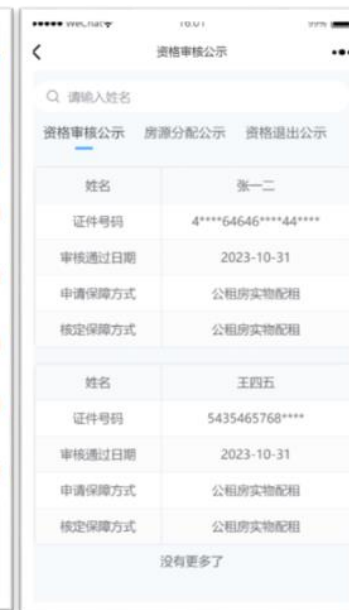 WeChat 16:01 99%
资格审核公示
请输入姓名
资格审核公示 房源分配公示 资格退出公示
姓名 张一二
证件号码 4****64646****44****
审核通过日期 2023-10-31
申请保障方式 公租房实物配租
核定保障方式 公租房实物配租
姓名 王四五
证件号码 5435465768****
审核通过日期 2023-10-31
申请保障方式 公租房实物配租
核定保障方式 公租房实物配租
没有更多了